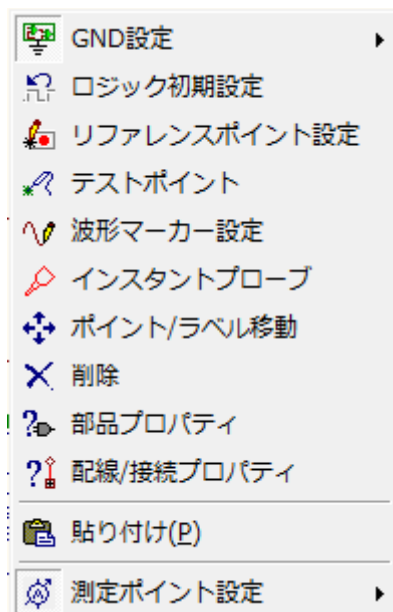 GND設定
ロジック初期設定
リファレンスポイント設定
テストポイント
波形マーカー設定
インスタントプローブ
ポイント/ラベル移動
削除
部品プロパティ
配線/接続プロパティ
貼り付け(P)
測定ポイント設定